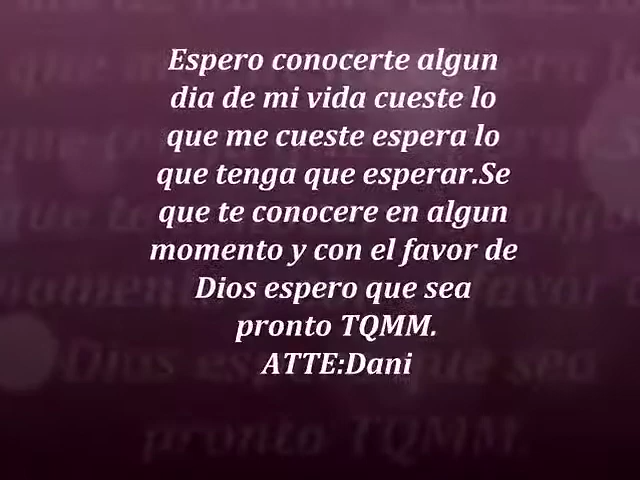 Espero conocerte algun
dia de mi vida cueste lo
que me cueste espera lo
que tenga que esperar.Se
que te conocere en algun
momento y con el favor de
Dios espero que sea
pronto TQMM.
ATTE:Dani